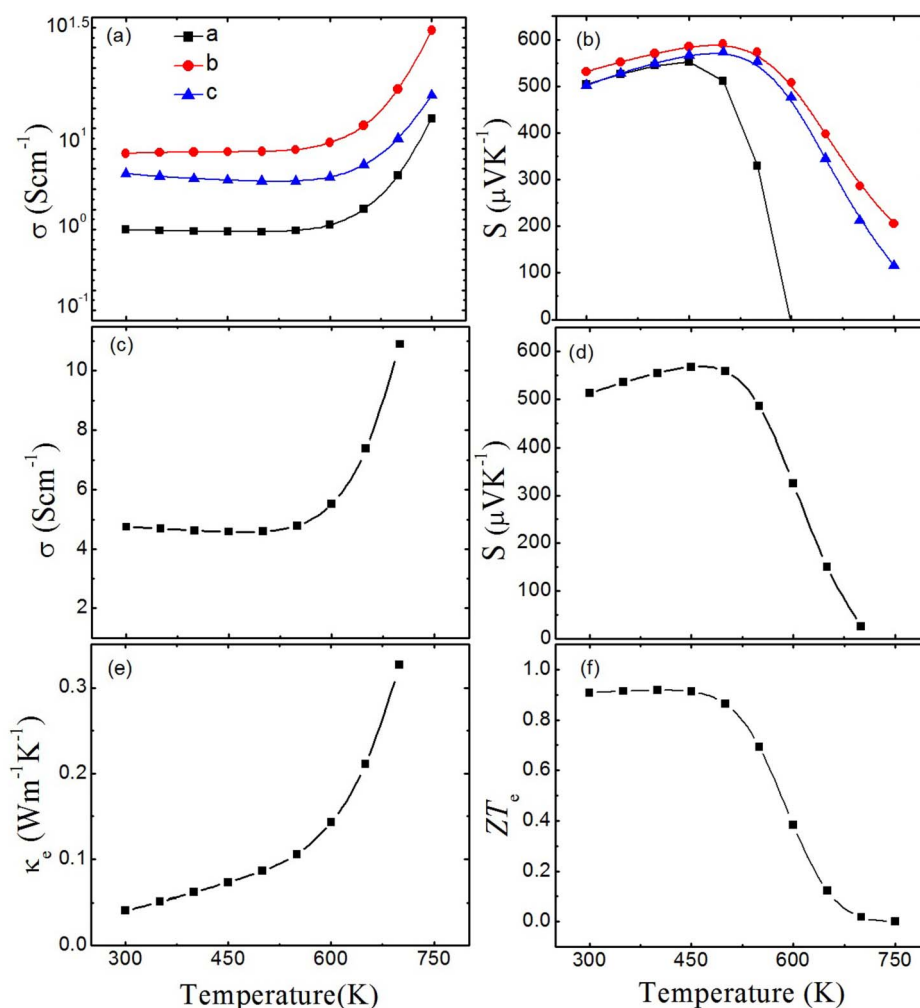 (a)
a
b
c
10^1.5
10^1
10^0
10^-1
σ (Scm^-1)
(b)
600
500
400
300
200
100
0
S (μVK^-1)
(c)
10
8
6
4
2
σ (Scm^-1)
(d)
600
500
400
300
200
100
0
S (μVK^-1)
(e)
0.3
0.2
0.1
0.0
κ_e (Wm^-1K^-1)
300 450 600 750
Temperature(K)
(f)
1.0
0.8
0.6
0.4
0.2
0.0
ZT_e
300 450 600 750
Temperature (K)